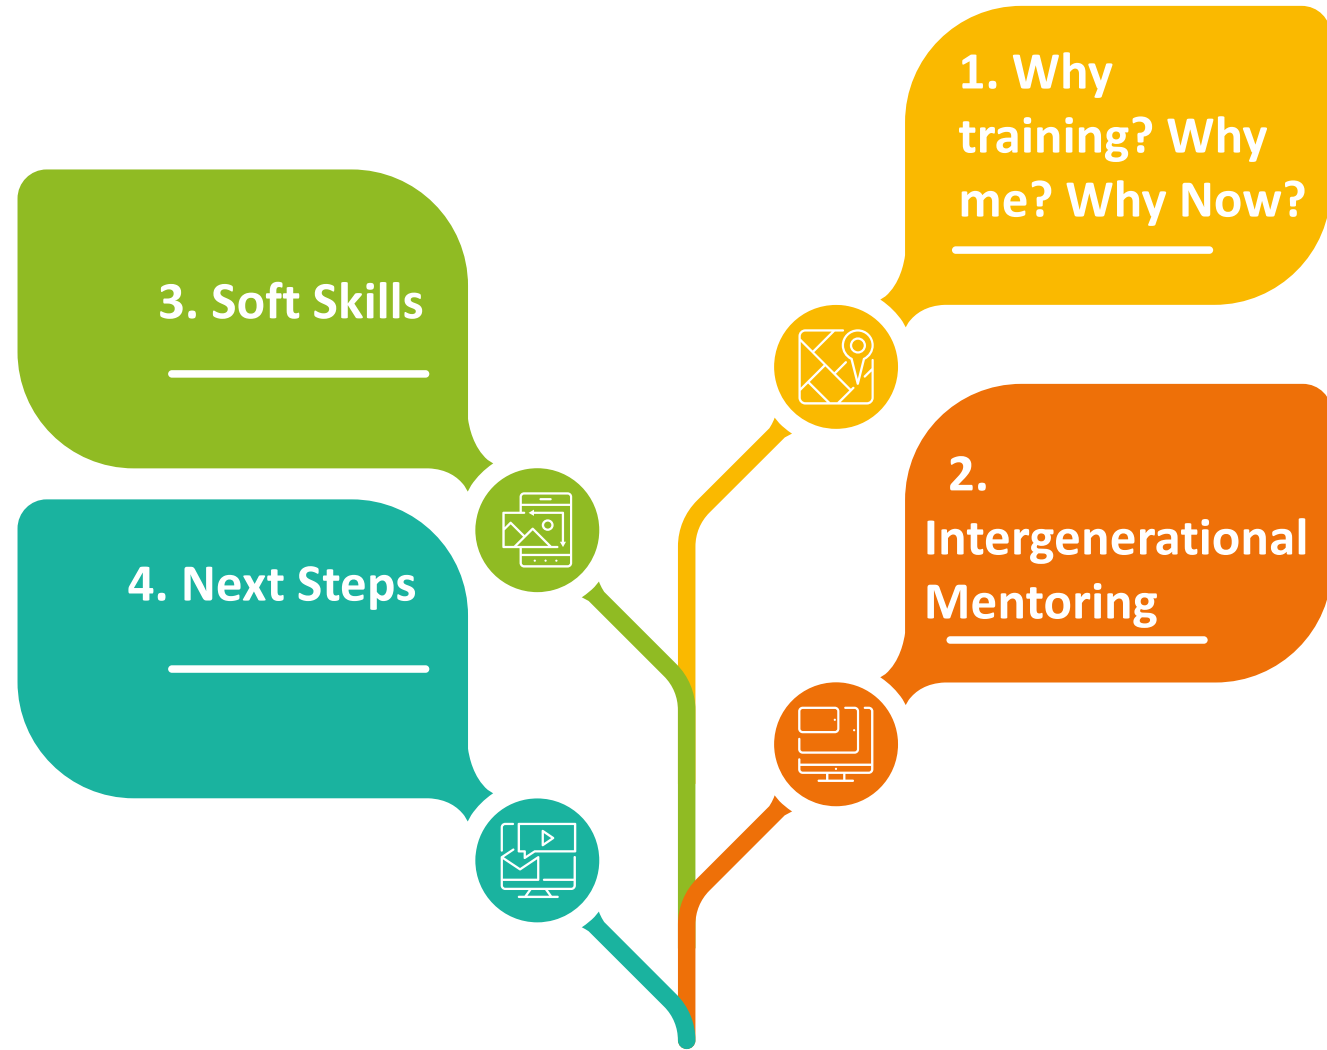 1. Why
training? Why
me? Why Now?
2.
Intergenerational
Mentoring
3. Soft Skills
4. Next Steps